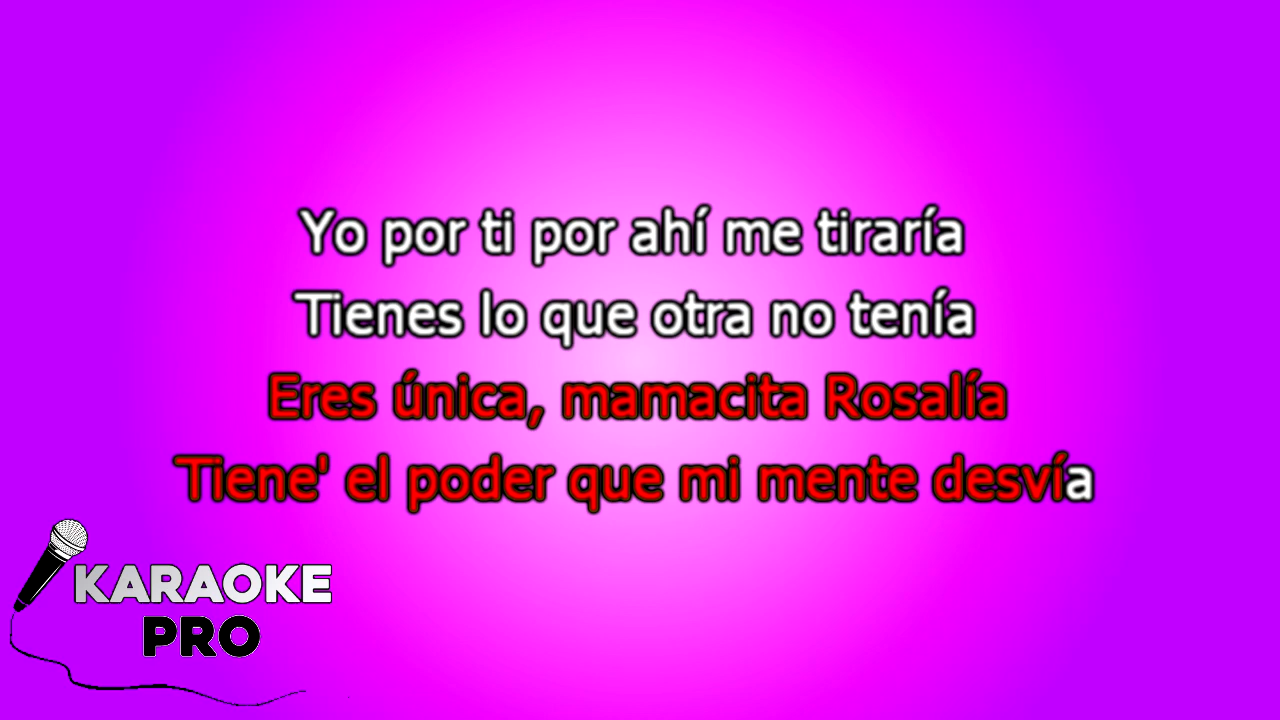 Yo por ti por ahí me tiraría
Tienes lo que otra no tenía
Eres única, mamacita Rosalía
Tiene' el poder que mi mente desvía
KARAOKE
PRO